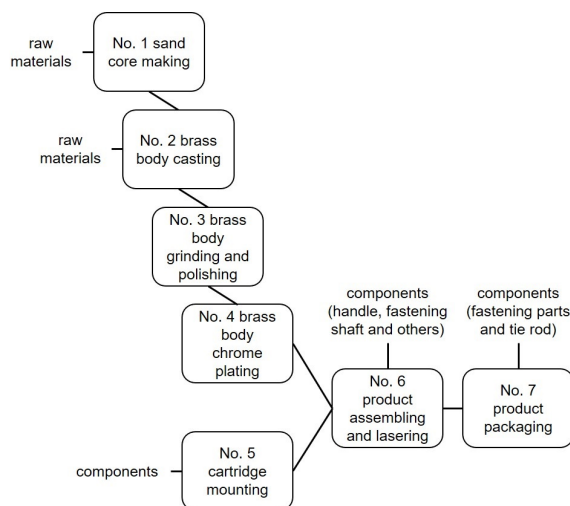 raw
materials
No. 1 sand
core making
raw
materials
No. 2 brass
body casting
No. 3 brass
body
grinding and
polishing
No. 4 brass
body
chrome
plating
components
No. 5
cartridge
mounting
components
(handle, fastening
shaft and others)
No. 6
product
assembling
and lasering
components
(fastening parts
and tie rod)
No. 7
product
packaging